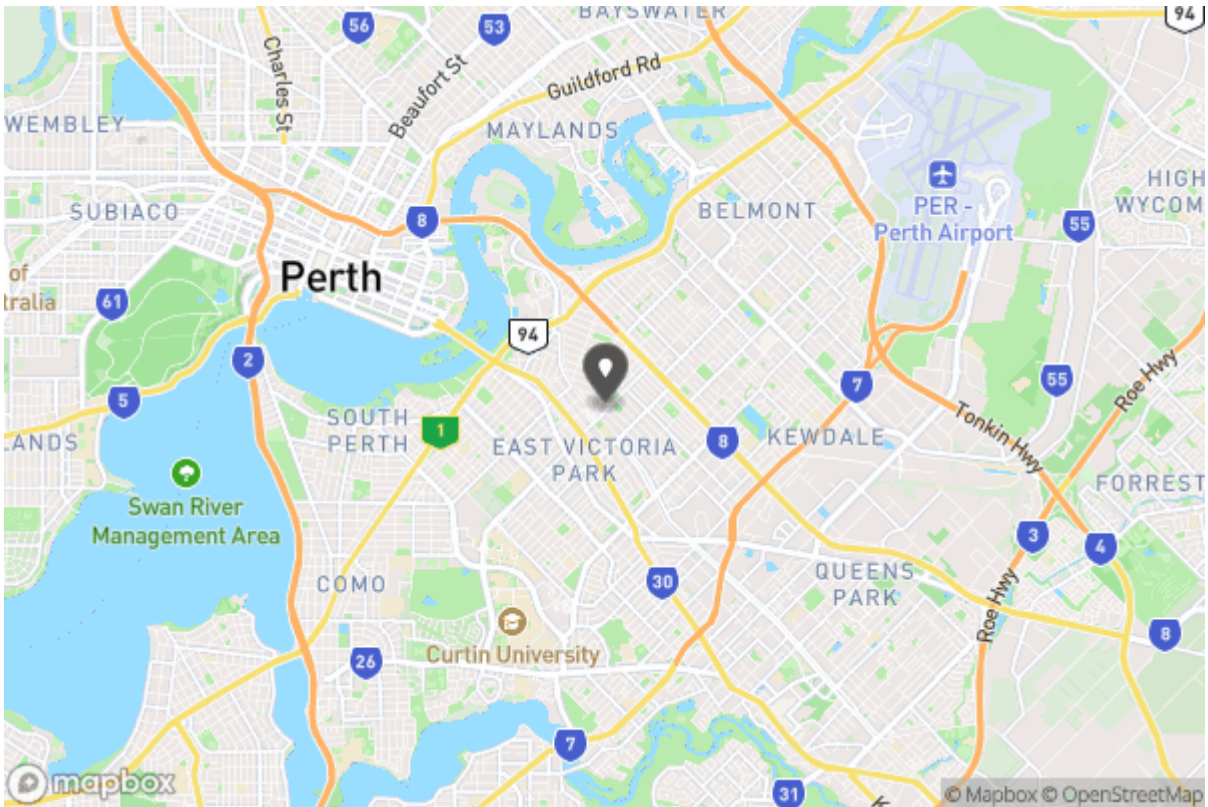 BAYSWATER
94
56
53
Charles St
Beaufort St
Guildford Rd
WEMBLEY
MAYLANDS
HIGH
WYCOM
SUBIACO
8
BELMONT
PER -
Perth Airport
55
of
tralia
61
Perth
94
2
5
7
55
Roe Hwy
SOUTH
PERTH
1
EAST VICTORIA
PARK
8
KEWDALE
Tonkin Hwy
LANDS
Swan River
Management Area
FORREST
3
4
COMO
30
QUEENS
PARK
Roe Hwy
8
Curtin University
26
7
31
K
mapbox
© Mapbox © OpenStreetMap